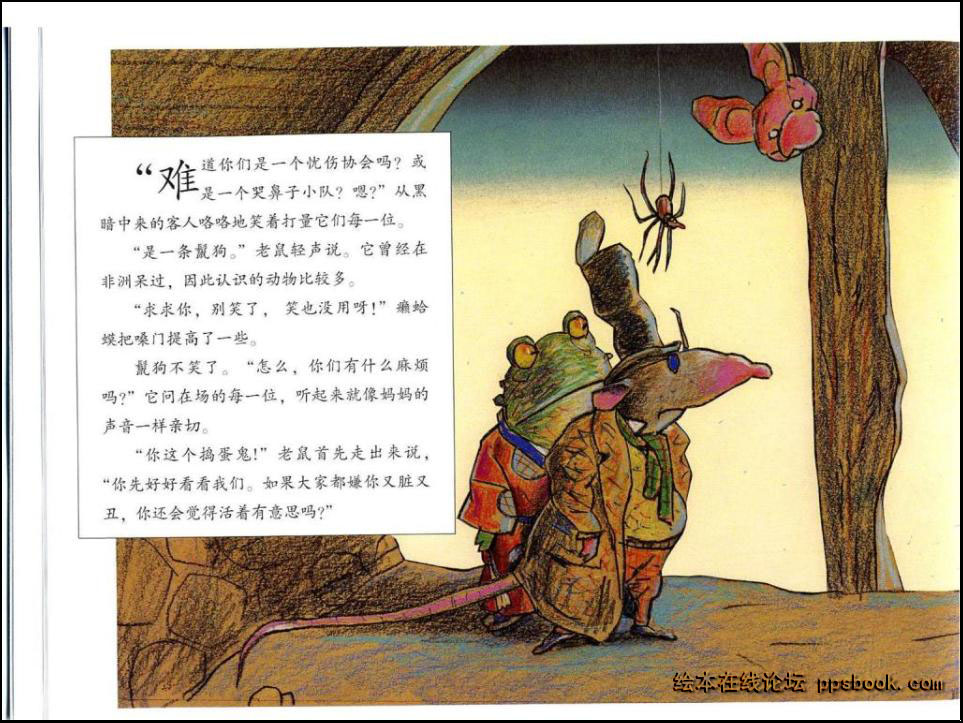 “难道你们是一个忧伤协会吗？或
是一个哭鼻子小队？嗯？”从黑
暗中来的客人咯咯地笑着打量它们每一位。
“是一条鬣狗。”老鼠轻声说。它曾经在
非洲呆过，因此认识的动物比较多。
“求求你，别笑了， 笑也没用呀！”癞蛤
蟆把嗓门提高了一些。
鬣狗不笑了。“怎么，你们有什么麻烦
吗？”它问在场的每一位，听起来就像妈妈的
声音一样亲切。
“你这个捣蛋鬼！”老鼠首先走出来说，
“你先好好看看我们。如果大家都嫌你又脏又
丑，你还会觉得活着有意思吗？”
绘本在线论坛 ppsbook.com